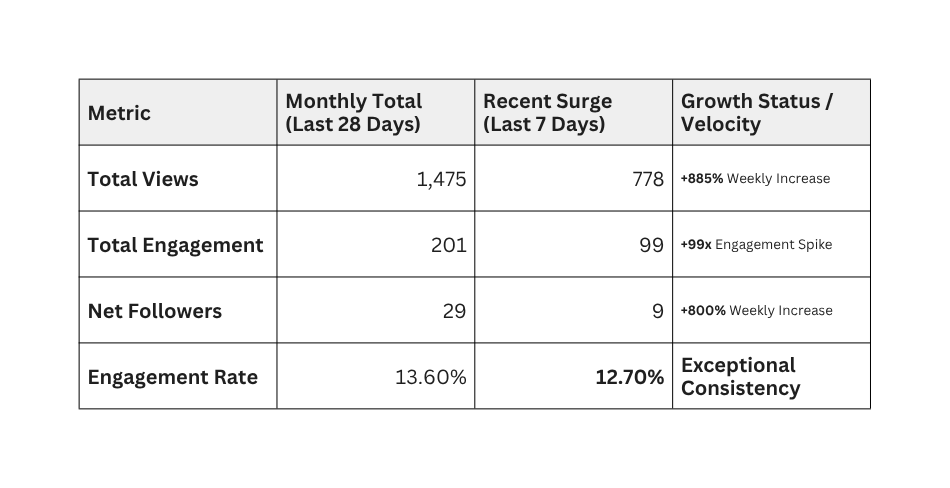 Metric
Monthly Total
(Last 28 Days)
Recent Surge
(Last 7 Days)
Growth Status /
Velocity
Total Views
1,475
778
+885% Weekly Increase
Total Engagement
201
99
+99x Engagement Spike
Net Followers
29
9
+800% Weekly Increase
Engagement Rate
13.60%
12.70%
Exceptional
Consistency